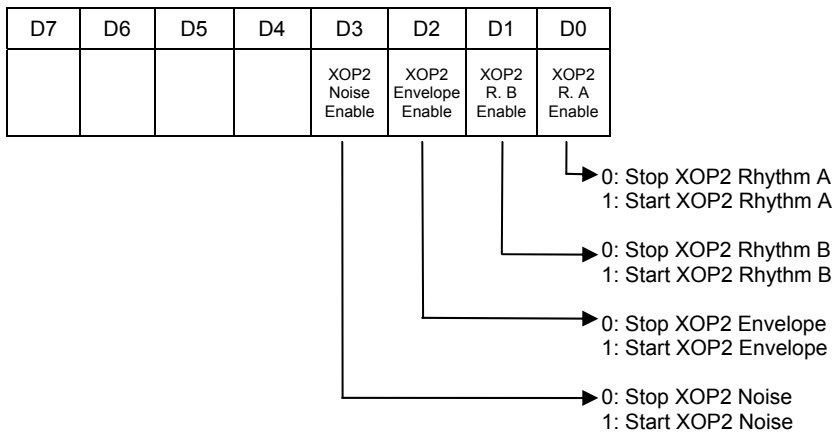 D7 D6 D5 D4 D3 D2 D1 D0
XOP2 XOP2 XOP2 XOP2
Noise Envelope R. B R. A
Enable Enable Enable Enable
0: Stop XOP2 Rhythm A
1: Start XOP2 Rhythm A
0: Stop XOP2 Rhythm B
1: Start XOP2 Rhythm B
0: Stop XOP2 Envelope
1: Start XOP2 Envelope
0: Stop XOP2 Noise
1: Start XOP2 Noise